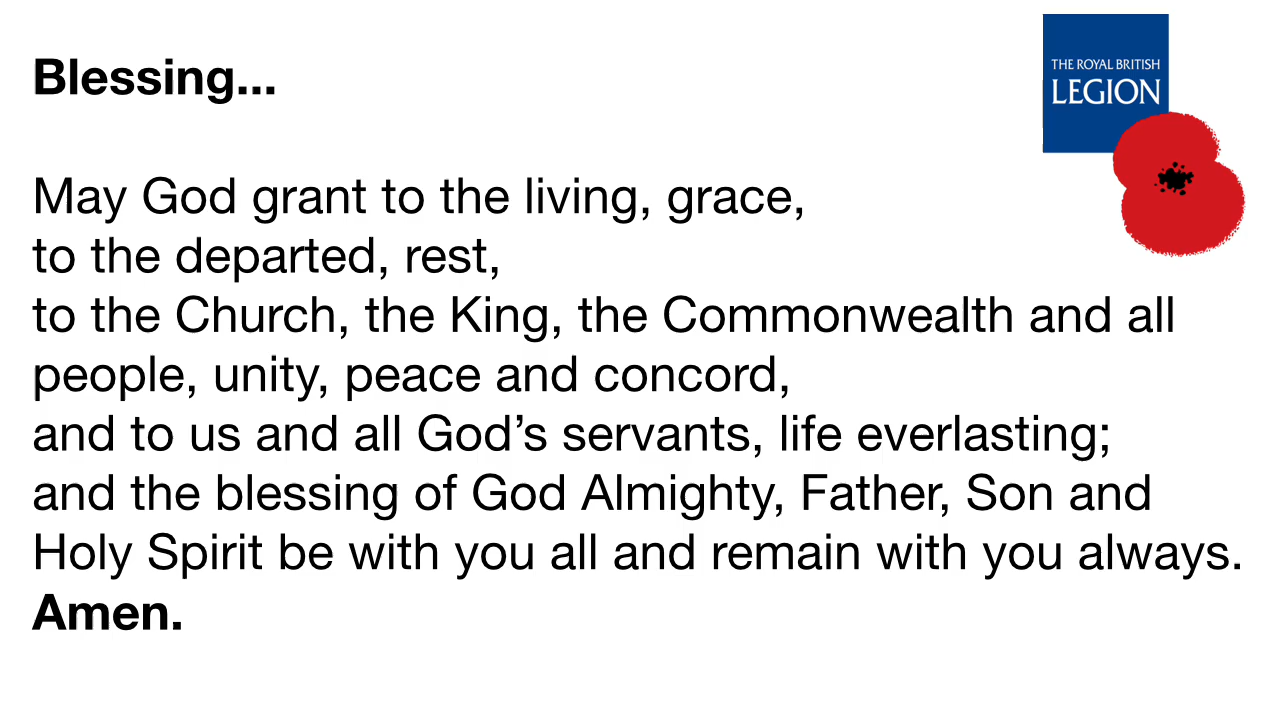 Blessing...
THE ROYAL BRITISH
LEGION
May God grant to the living, grace,
to the departed, rest,
to the Church, the King, the Commonwealth and all
people, unity, peace and concord,
and to us and all God’s servants, life everlasting;
and the blessing of God Almighty, Father, Son and
Holy Spirit be with you all and remain with you always.
Amen.